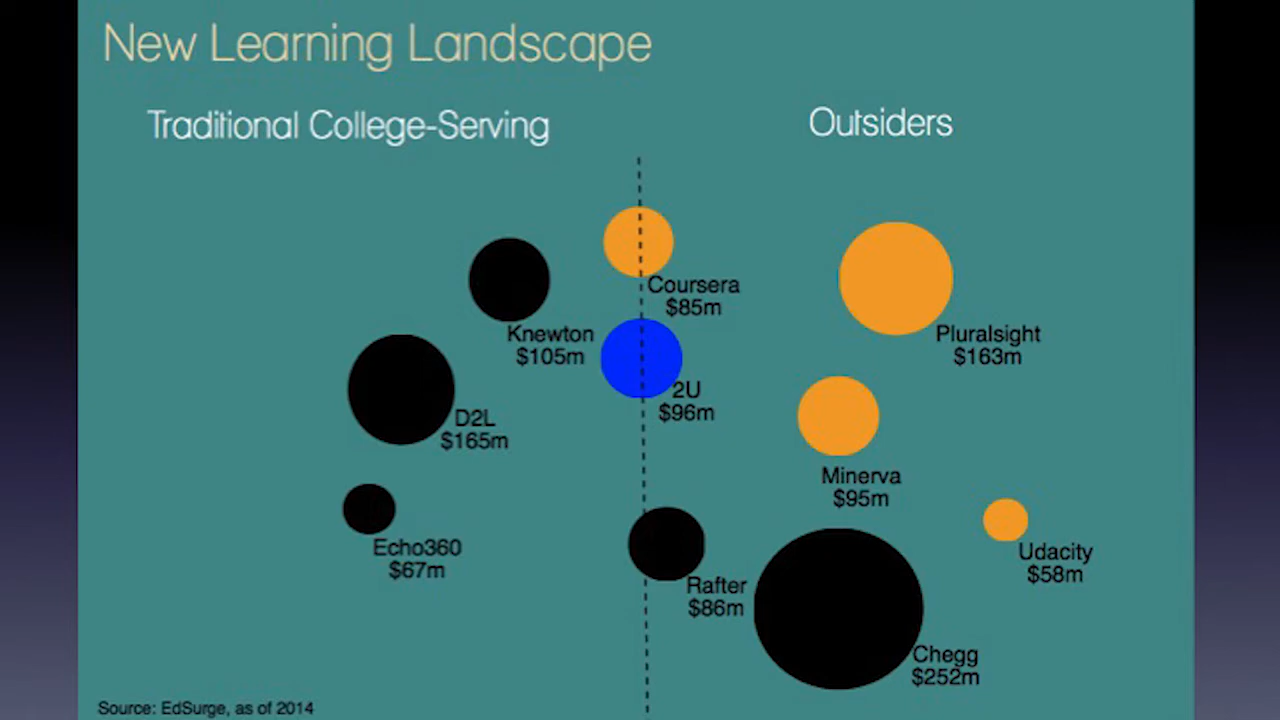 New Learning Landscape
Traditional College-Serving
Outsiders
Coursera
$85m
Knewton
$105m
Pluralsight
$163m
2U
$96m
D2L
$165m
Minerva
$95m
Echo360
$67m
Udacity
$58m
Rafter
$86m
Chegg
$252m
Source: EdSurge, as of 2014